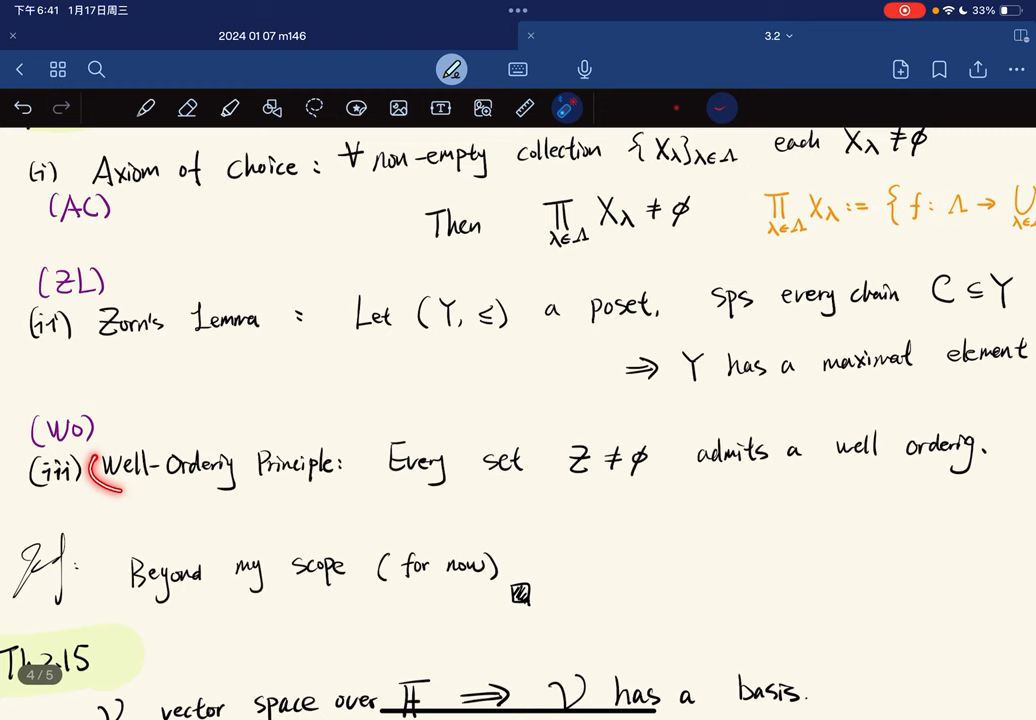 下午6:41 1月17日周三
33%
2024 01 07 m146
3.2
(i) Axiom of Choice : ∀ non-empty collection {Xλ}λ∈Λ each Xλ ≠ φ
(AC)
Then ∏λ∈Λ Xλ ≠ φ ∏λ∈Λ Xλ := { f: Λ → ∪λ∈
(ZL)
(ii) Zorn's Lemma : Let (Y, ≤) a poset, sps every chain C ⊆ Y
⇒ Y has a maximal element
(WO)
(iii) Well-Orderig Principle: Every set Z ≠ φ admits a well orderig.
Pf: Beyond my scope (for now)
Th 2.15
4/5
V vector space over F ⇒ V has a basis.